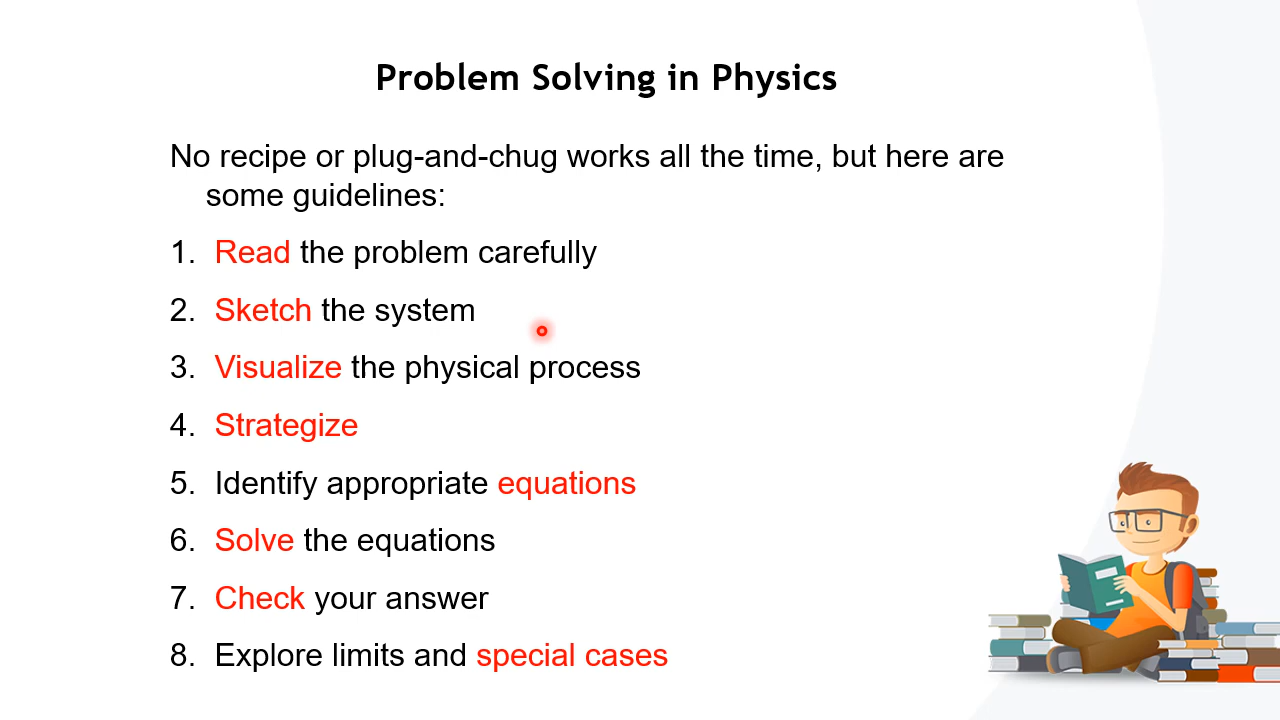 Problem Solving in Physics
No recipe or plug-and-chug works all the time, but here are
some guidelines:
1. Read the problem carefully
2. Sketch the system
3. Visualize the physical process
4. Strategize
5. Identify appropriate equations
6. Solve the equations
7. Check your answer
8. Explore limits and special cases